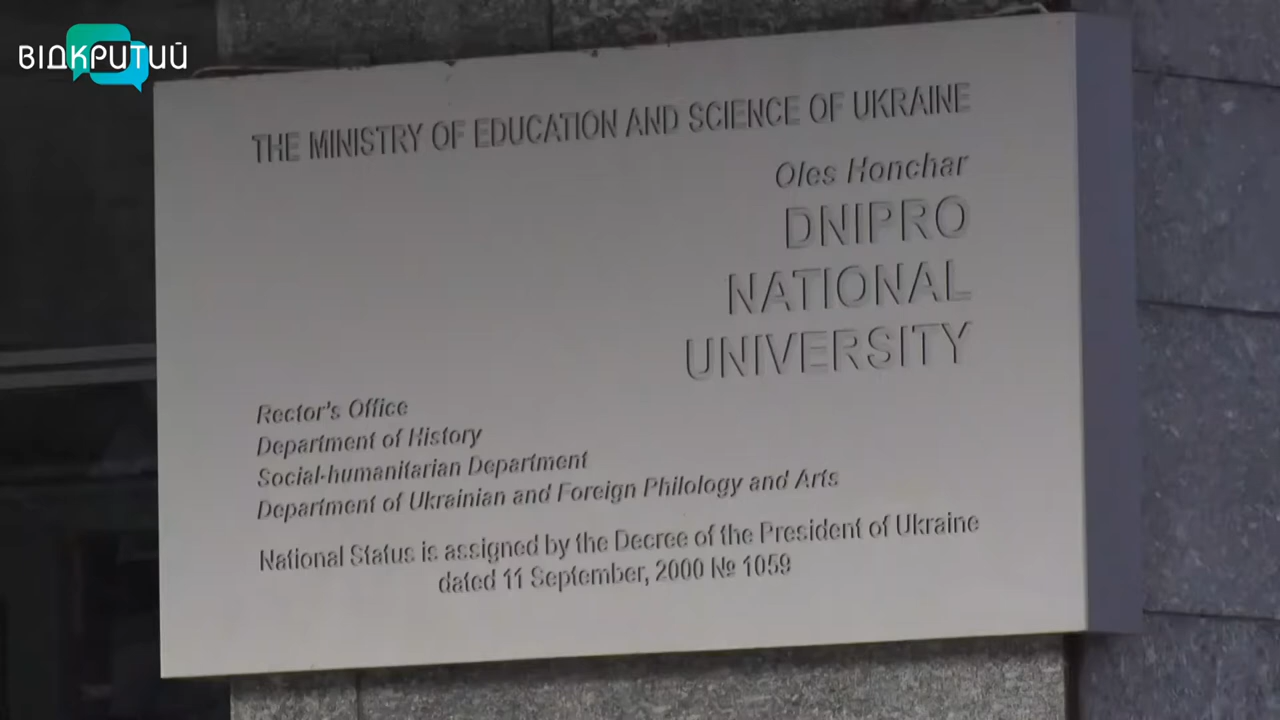 ВІДКРИТИЙ
THE MINISTRY OF EDUCATION AND SCIENCE OF UKRAINE
Oles Honchar
DNIPRO
NATIONAL
UNIVERSITY
Rector's Office
Department of History
Social-humanitarian Department
Department of Ukrainian and Foreign Philology and Arts
National Status is assigned by the Decree of the President of Ukraine
dated 11 September, 2000 № 1059